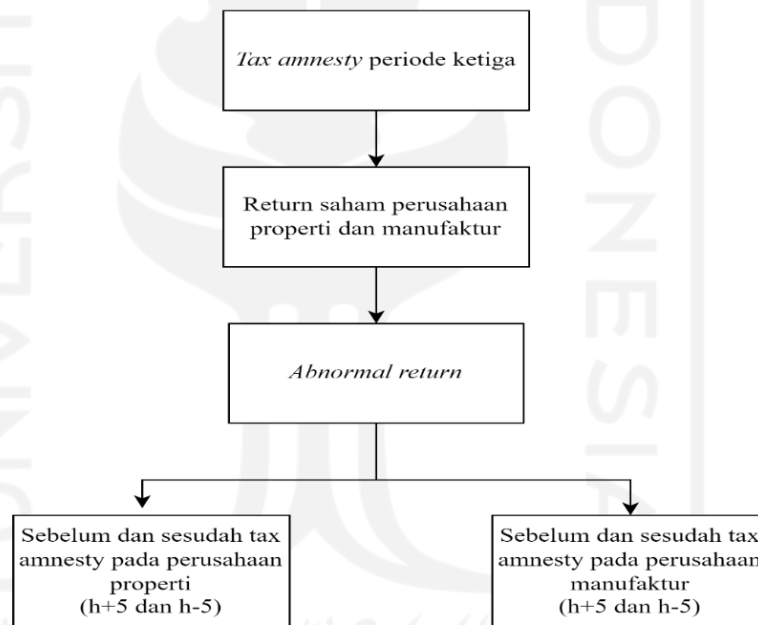 Tax amnesty periode ketiga
Return saham perusahaan
properti dan manufaktur
Abnormal return
Sebelum dan sesudah tax
amnesty pada perusahaan
properti
(h+5 dan h-5)
Sebelum dan sesudah tax
amnesty pada perusahaan
manufaktur
(h+5 dan h-5)